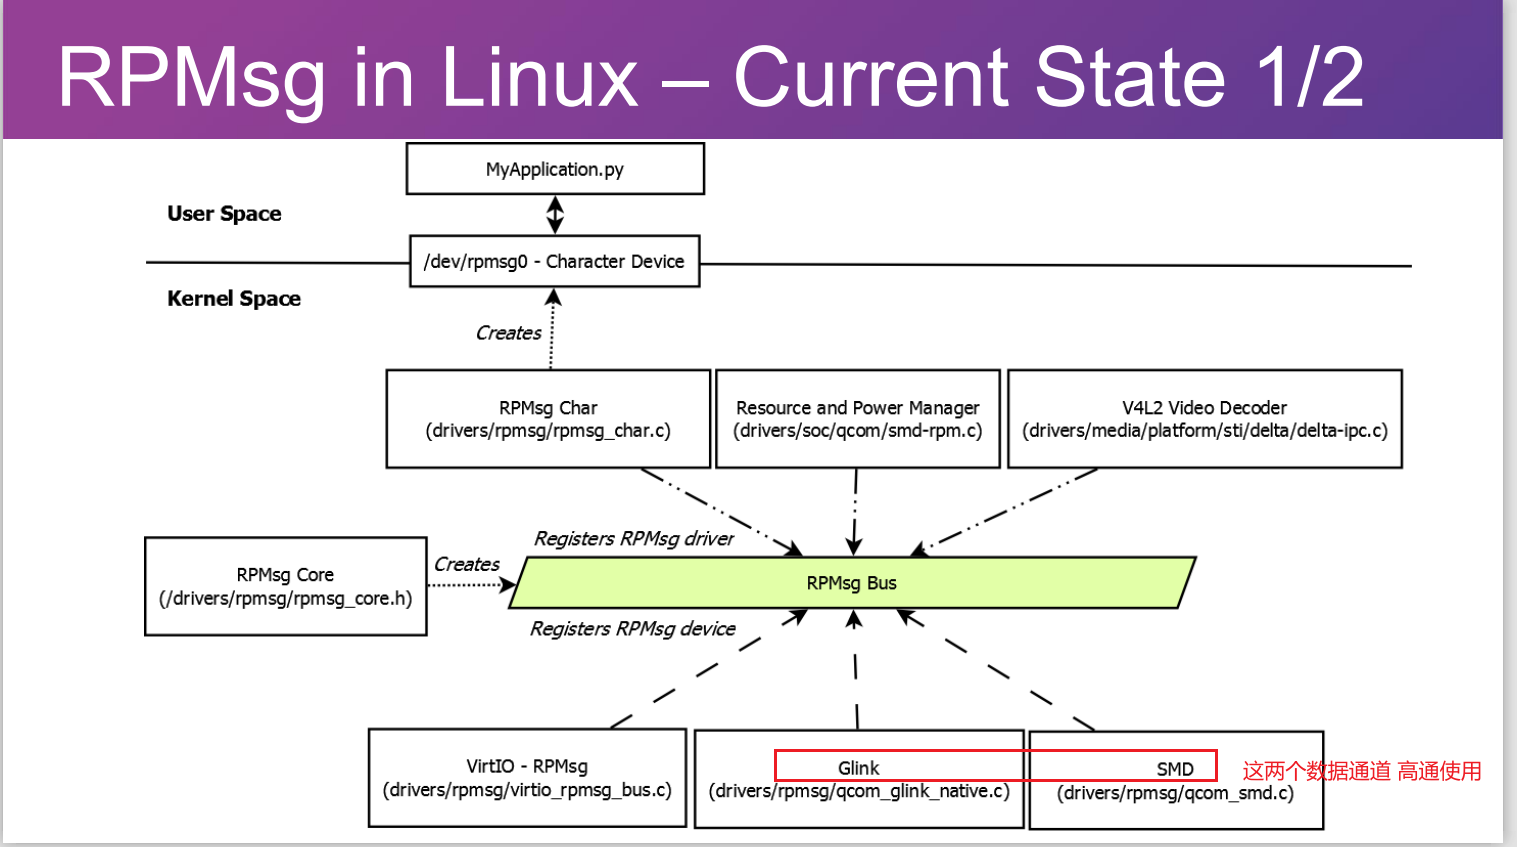 RPMsg in Linux – Current State 1/2
MyApplication.py
User Space
/dev/rpmsg0 - Character Device
Kernel Space
Creates
RPMsg Char
(drivers/rpmsg/rpmsg_char.c)
Resource and Power Manager
(drivers/soc/qcom/smd-rpm.c)
V4L2 Video Decoder
(drivers/media/platform/sti/delta/delta-ipc.c)
Registers RPMsg driver
RPMsg Core
(/drivers/rpmsg/rpmsg_core.h)
Creates
RPMsg Bus
Registers RPMsg device
VirtIO - RPMsg
(drivers/rpmsg/virtio_rpmsg_bus.c)
Glink
(drivers/rpmsg/qcom_glink_native.c)
SMD
(drivers/rpmsg/qcom_smd.c)
这两个数据通道 高通使用